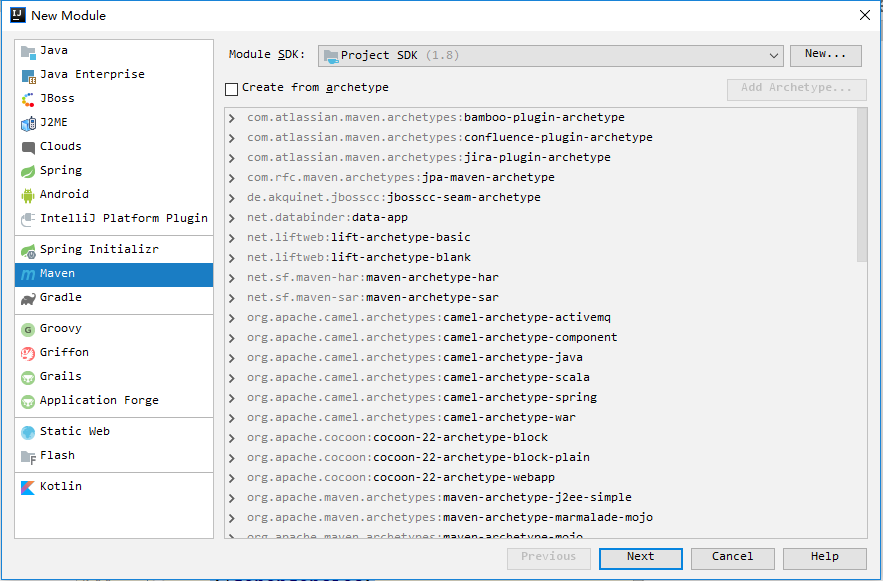 New Module
Java
Java Enterprise
JBoss
J2ME
Clouds
Spring
Android
IntelliJ Platform Plugin
Spring Initializr
Maven
Gradle
Groovy
Griffon
Grails
Application Forge
Static Web
Flash
Kotlin
Module SDK: Project SDK (1.8) New...
Create from archetype Add Archetype...
com.atlassian.maven.archetypes:bamboo-plugin-archetype
com.atlassian.maven.archetypes:confluence-plugin-archetype
com.atlassian.maven.archetypes:jira-plugin-archetype
com.rfc.maven.archetypes:jpa-maven-archetype
de.akquinet.jbosscc:jbosscc-seam-archetype
net.databinder:data-app
net.liftweb:lift-archetype-basic
net.liftweb:lift-archetype-blank
net.sf.maven-har:maven-archetype-har
net.sf.maven-sar:maven-archetype-sar
org.apache.camel.archetypes:camel-archetype-activemq
org.apache.camel.archetypes:camel-archetype-component
org.apache.camel.archetypes:camel-archetype-java
org.apache.camel.archetypes:camel-archetype-scala
org.apache.camel.archetypes:camel-archetype-spring
org.apache.camel.archetypes:camel-archetype-war
org.apache.cocoon:cocoon-22-archetype-block
org.apache.cocoon:cocoon-22-archetype-block-plain
org.apache.cocoon:cocoon-22-archetype-webapp
org.apache.maven.archetypes:maven-archetype-j2ee-simple
org.apache.maven.archetypes:maven-archetype-marmalade-mojo
org.apache.maven.archetypes:maven-archetype-mojo
Previous Next Cancel Help